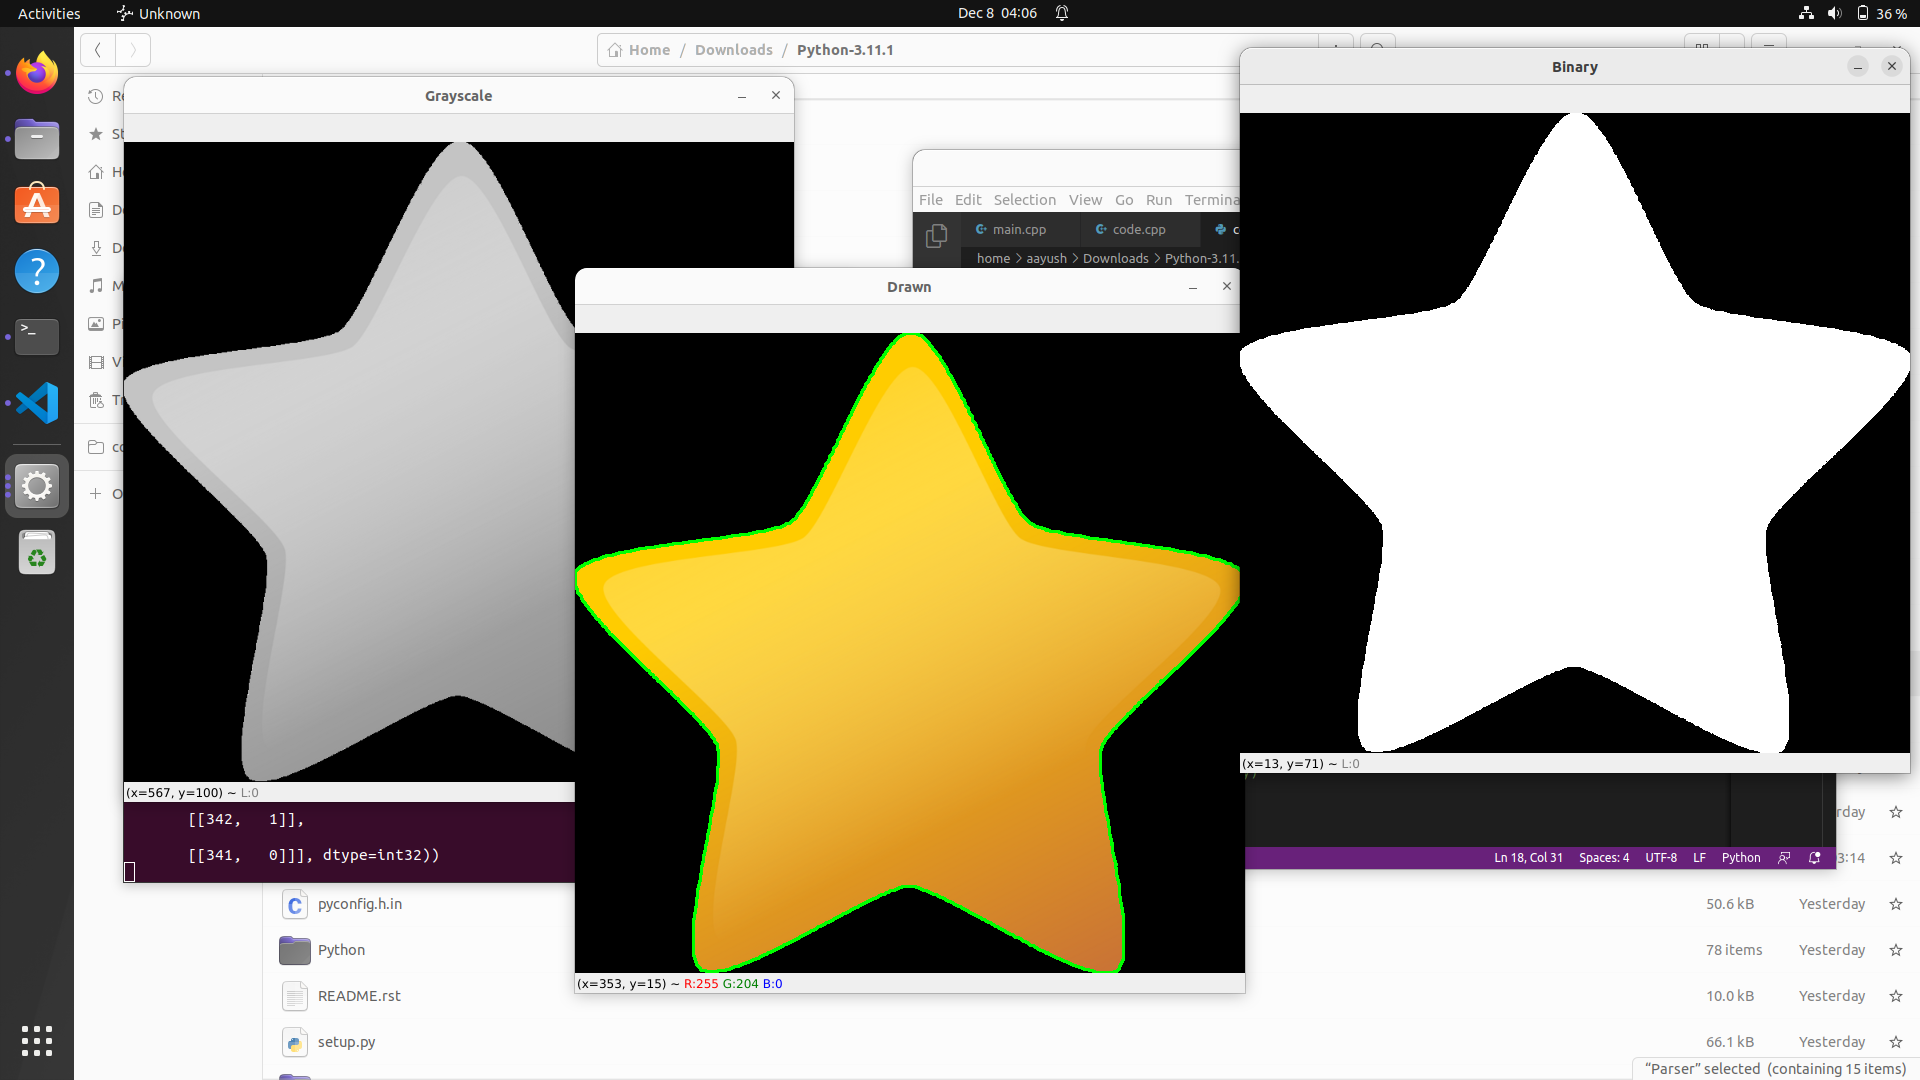 Activities
Unknown
Dec 8 04:06
36 %
Home / Downloads / Python-3.11.1
Grayscale
Binary
File Edit Selection View Go Run Termina
main.cpp
code.cpp
home > aayush > Downloads > Python-3.11.
Drawn
(x=567, y=100) ~ L:0
(x=13, y=71) ~ L:0
[[342, 1]],
[[341, 0]]], dtype=int32))
Ln 18, Col 31 Spaces: 4 UTF-8 LF Python
3:14
pyconfig.h.in 50.6 kB Yesterday
Python 78 items Yesterday
(x=353, y=15) ~ R:255 G:204 B:0
README.rst 10.0 kB Yesterday
setup.py 66.1 kB Yesterday
“Parser” selected (containing 15 items)